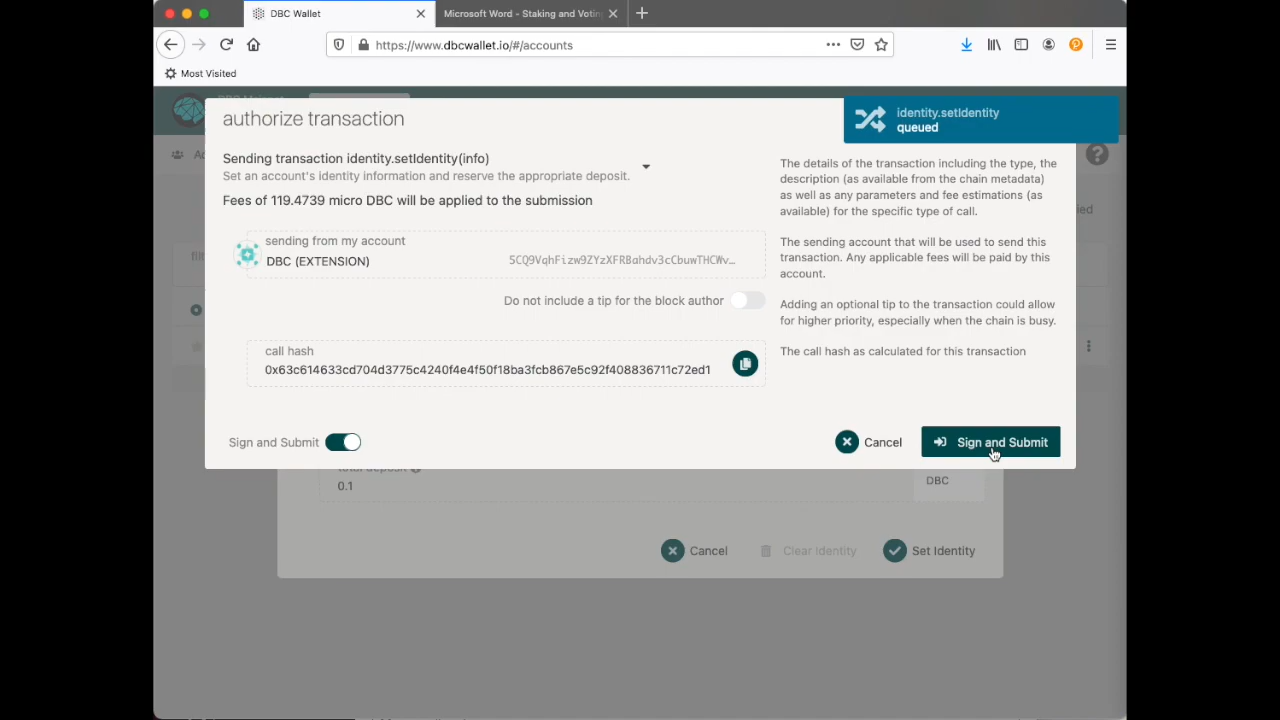 DBC Wallet
Microsoft Word - Staking and Votin
https://www.dbcwallet.io/#/accounts
Most Visited
authorize transaction
identity.setIdentity
queued
Sending transaction identity.setIdentity(info)
Set an account's identity information and reserve the appropriate deposit.
Fees of 119.4739 micro DBC will be applied to the submission
The details of the transaction including the type, the
description (as available from the chain metadata)
as well as any parameters and fee estimations (as
available) for the specific type of call.
sending from my account
DBC (EXTENSION)
5CQ9VqhFizw9ZYzXFRBahdv3cCbuwTHCWv…
The sending account that will be used to send this
transaction. Any applicable fees will be paid by this
account.
Do not include a tip for the block author
Adding an optional tip to the transaction could allow
for higher priority, especially when the chain is busy.
call hash
0x63c614633cd704d3775c4240f4e4f50f18ba3fcb867e5c92f408836711c72ed1
The call hash as calculated for this transaction
Sign and Submit
Cancel
Sign and Submit
total deposit
0.1
DBC
Cancel
Clear Identity
Set Identity